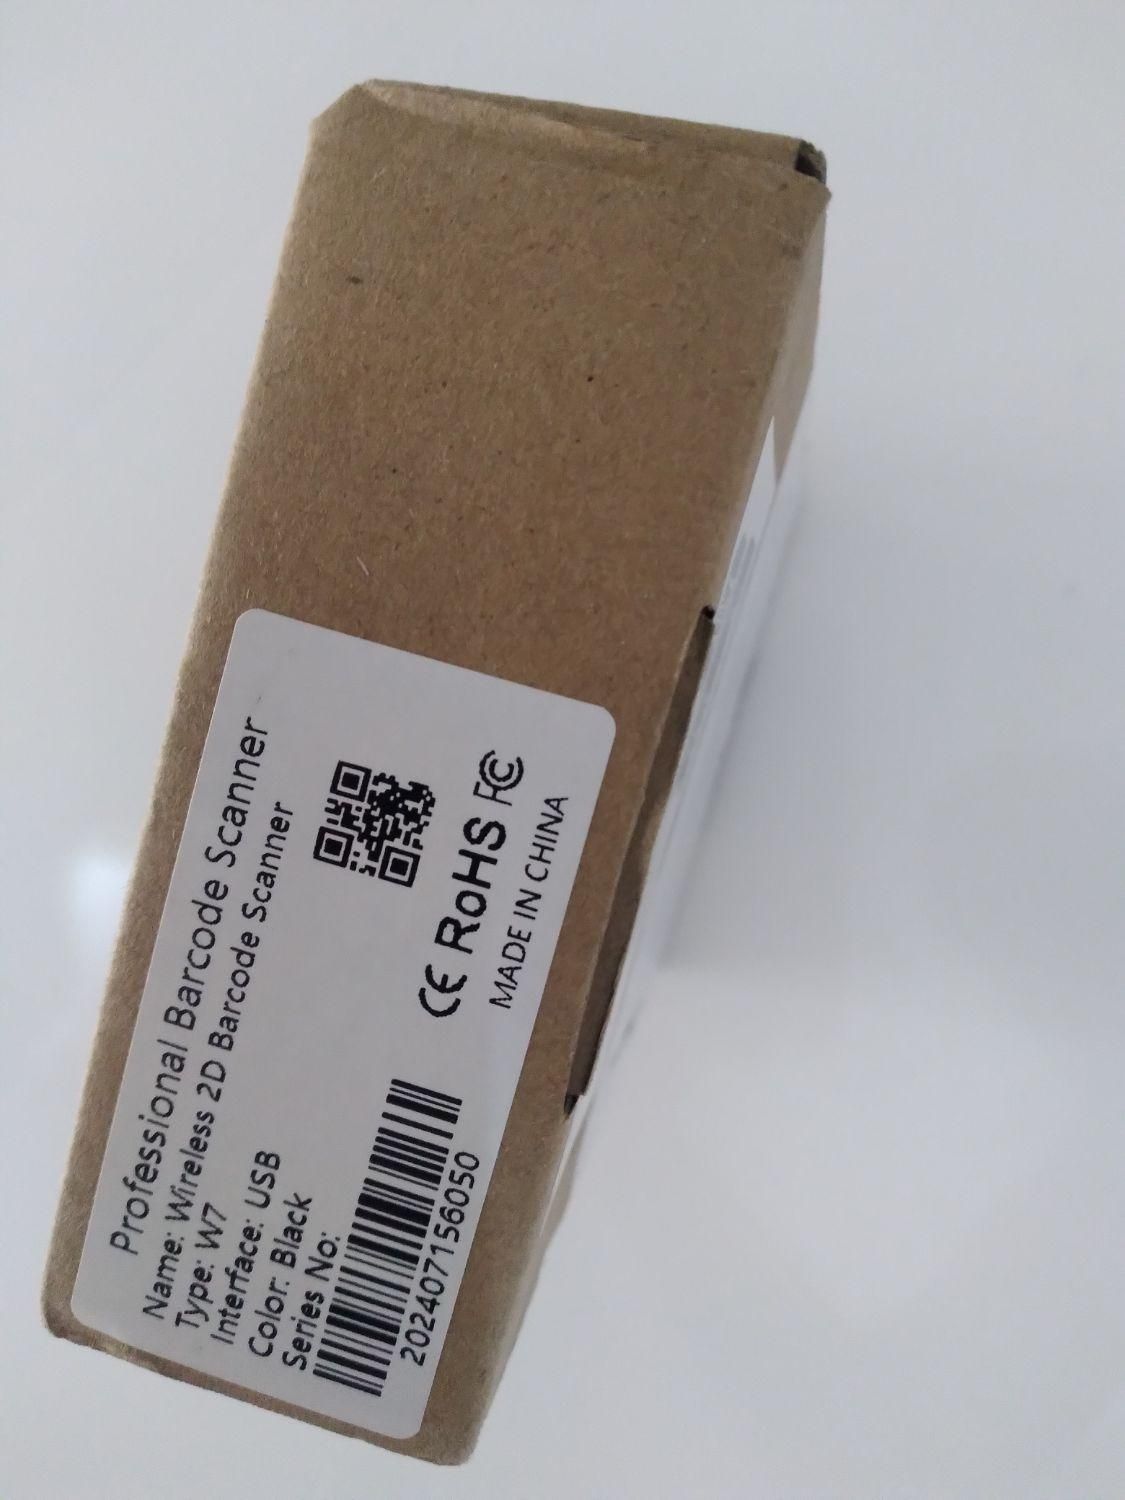 Professional Barcode Scanner
Name: Wireless 2D Barcode Scanner
Type: W7
Interface: USB
Color: Black
Series No:
202407156050
CE RoHS FC
MADE IN CHINA